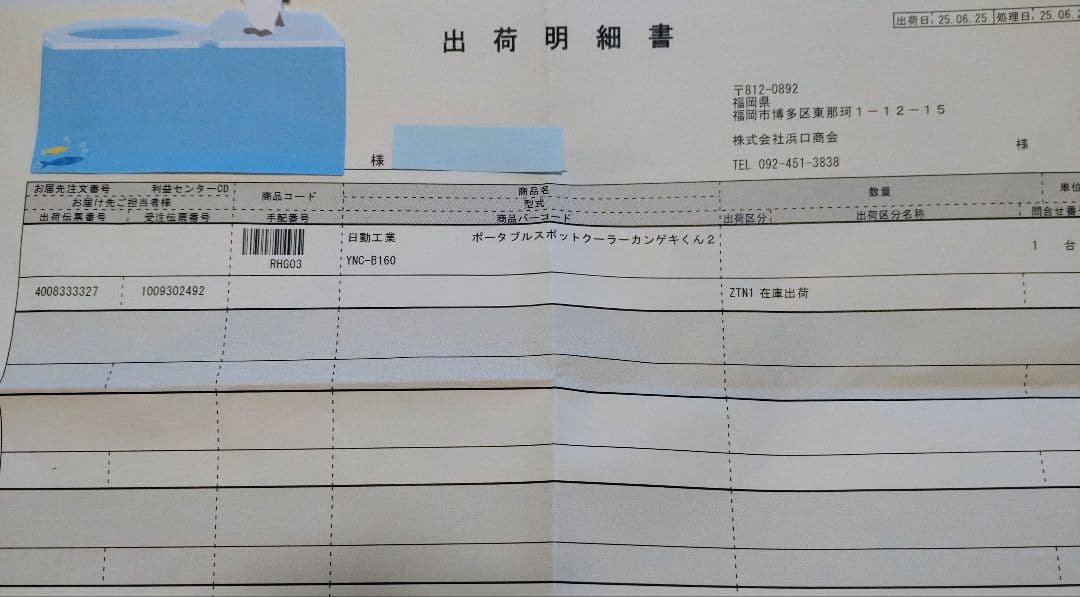 出荷明細書
出荷日: 25.06.25 処理日: 25.06.
〒812-0892
福岡県
福岡市博多区東那珂1-12-15
株式会社浜口商会
様
TEL 092-451-3838
様
お届先注文番号 利益センターCD 商品コード 商品名 数量 単位
お届け先ご担当者様 型式
出荷伝票番号 受注伝票番号 手配番号 商品バーコード 出荷区分 出荷区分名称 問合せ番
日動工業 ポータブルスポットクーラーカンゲキくん2 1 台
RHG03 YNC-B160
4008333327 1009302492 ZTN1 在庫出荷